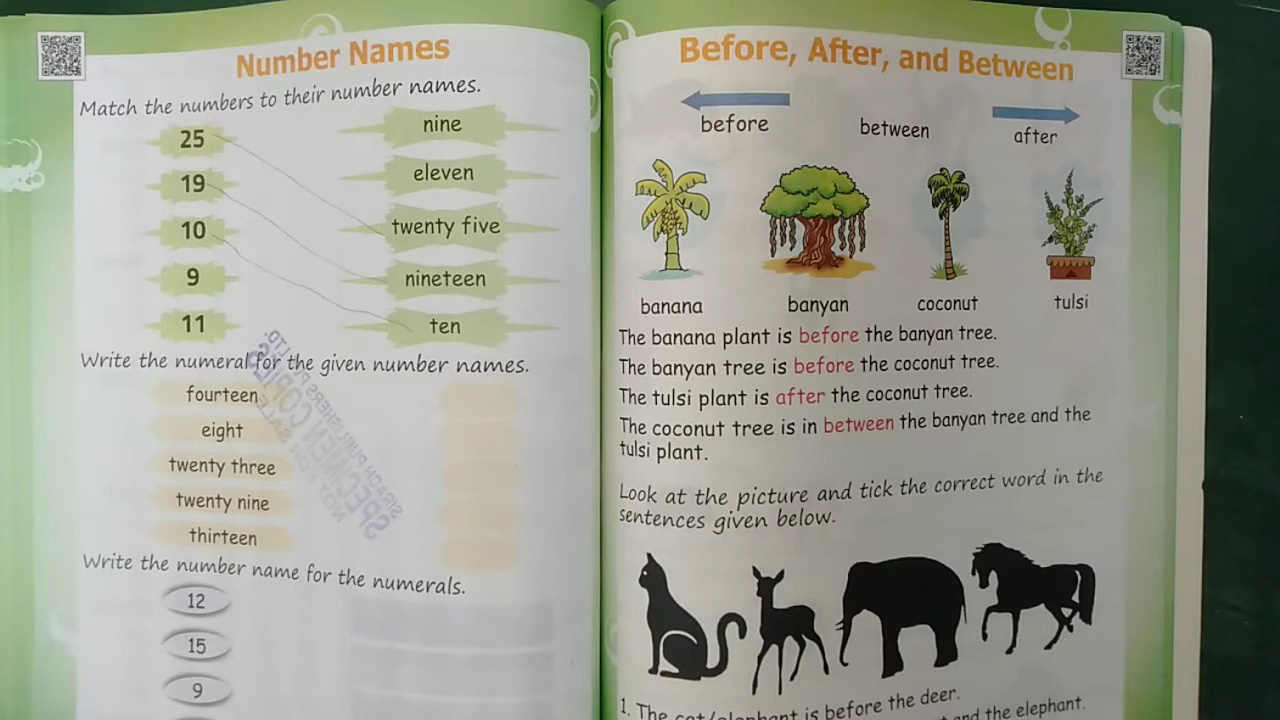 Number Names
Match the numbers to their number names.
25 nine
19 eleven
10 twenty five
9 nineteen
11 ten
Write the numeral for the given number names.
fourteen
eight
twenty three
twenty nine
thirteen
Write the number name for the numerals.
12
15
9
Before, After, and Between
before between after
banana banyan coconut tulsi
The banana plant is before the banyan tree.
The banyan tree is before the coconut tree.
The tulsi plant is after the coconut tree.
The coconut tree is in between the banyan tree and the
tulsi plant.
Look at the picture and tick the correct word in the
sentences given below.
1. The cat/elephant is before the deer.
and the elephant.